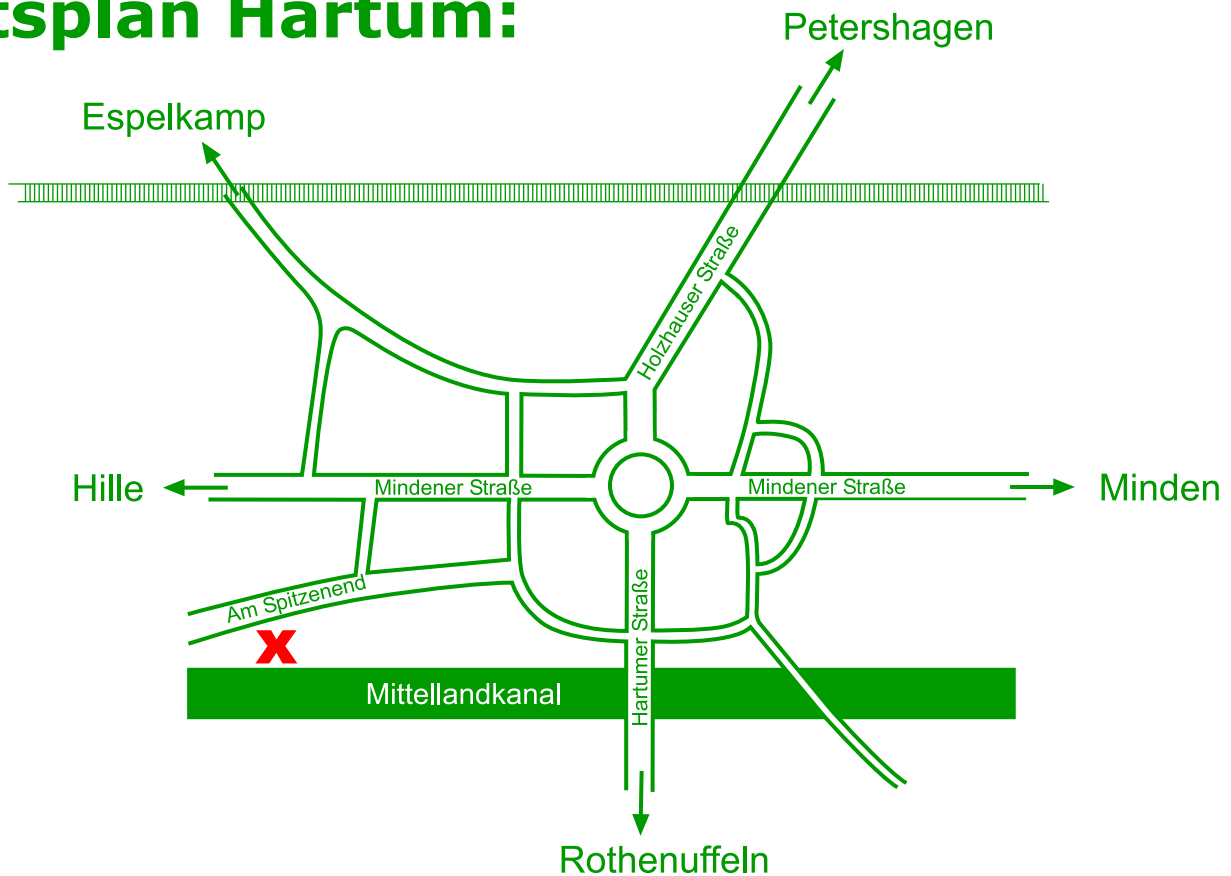 tsplan Hartum:
Petershagen
Espelkamp
Holzhauser Straße
Hille
Mindener Straße
Mindener Straße
Minden
Am Spitzenend
Hartumer Straße
X
Mittellandkanal
Rothenuffeln